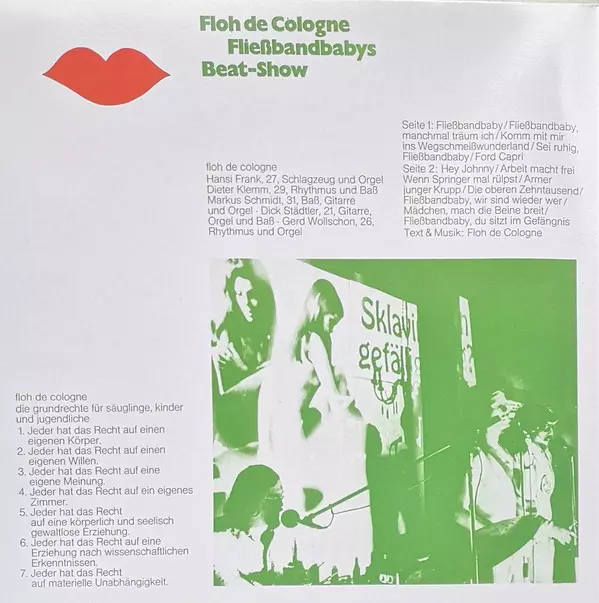 Floh de Cologne
Fließbandbabys
Beat-Show
Seite 1: Fließbandbaby/Fließbandbaby,
manchmal träum ich/Komm mit mir
ins Wegschmeißwunderland/Sei ruhig,
Fließbandbaby/Ford Capri
Seite 2: Hey Johnny/Arbeit macht frei
Wenn Springer mal rülpst/Armer
junger Krupp/Die oberen Zehntausend/
Fließbandbaby, wir sind wieder wer/
Mädchen, mach die Beine breit/
Fließbandbaby, du sitzt im Gefängnis
Text & Musik: Floh de Cologne
floh de cologne
Hansi Frank, 27, Schlagzeug und Orgel
Dieter Klemm, 29, Rhythmus und Baß
Markus Schmidt, 31, Baß, Gitarre
und Orgel · Dick Städtler, 21, Gitarre,
Orgel und Baß · Gerd Wollschon, 26,
Rhythmus und Orgel
Sklavi
gefäll
floh de cologne
die grundrechte für säuglinge, kinder
und jugendliche
1. Jeder hat das Recht auf einen
eigenen Körper.
2. Jeder hat das Recht auf einen
eigenen Willen.
3. Jeder hat das Recht auf eine
eigene Meinung.
4. Jeder hat das Recht auf ein eigenes
Zimmer.
5. Jeder hat das Recht
auf eine körperlich und seelisch
gewaltlose Erziehung.
6. Jeder hat das Recht auf eine
Erziehung nach wissenschaftlichen
Erkenntnissen.
7. Jeder hat das Recht
auf materielle Unabhängigkeit.